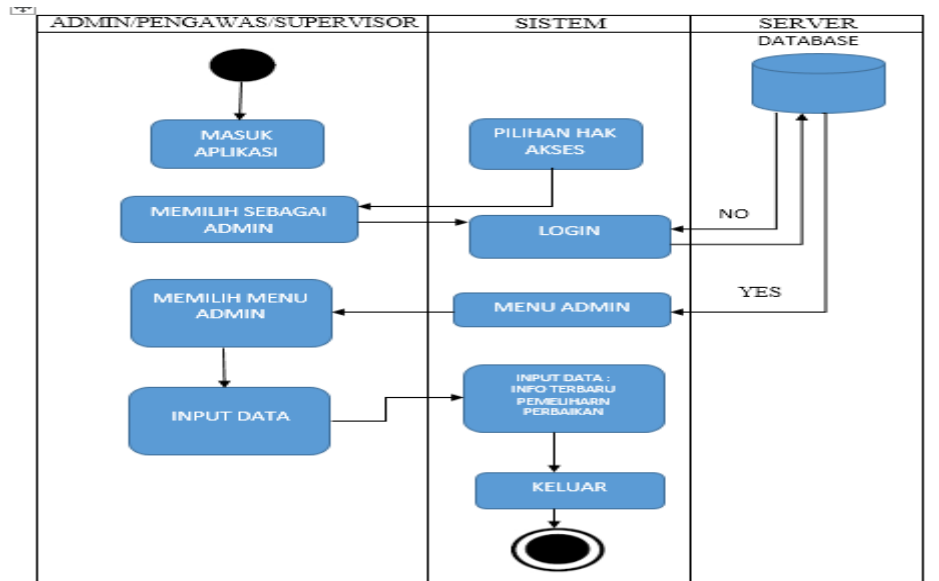 ADMIN/PENGAWAS/SUPERVISOR
SISTEM
SERVER
DATABASE
MASUK
APLIKASI
PILIHAN HAK
AKSES
MEMILIH SEBAGAI
ADMIN
LOGIN
NO
MEMILIH MENU
ADMIN
MENU ADMIN
YES
INPUT DATA
INPUT DATA :
INFO TERBARU
PEMELIHARN
PERBAIKAN
KELUAR